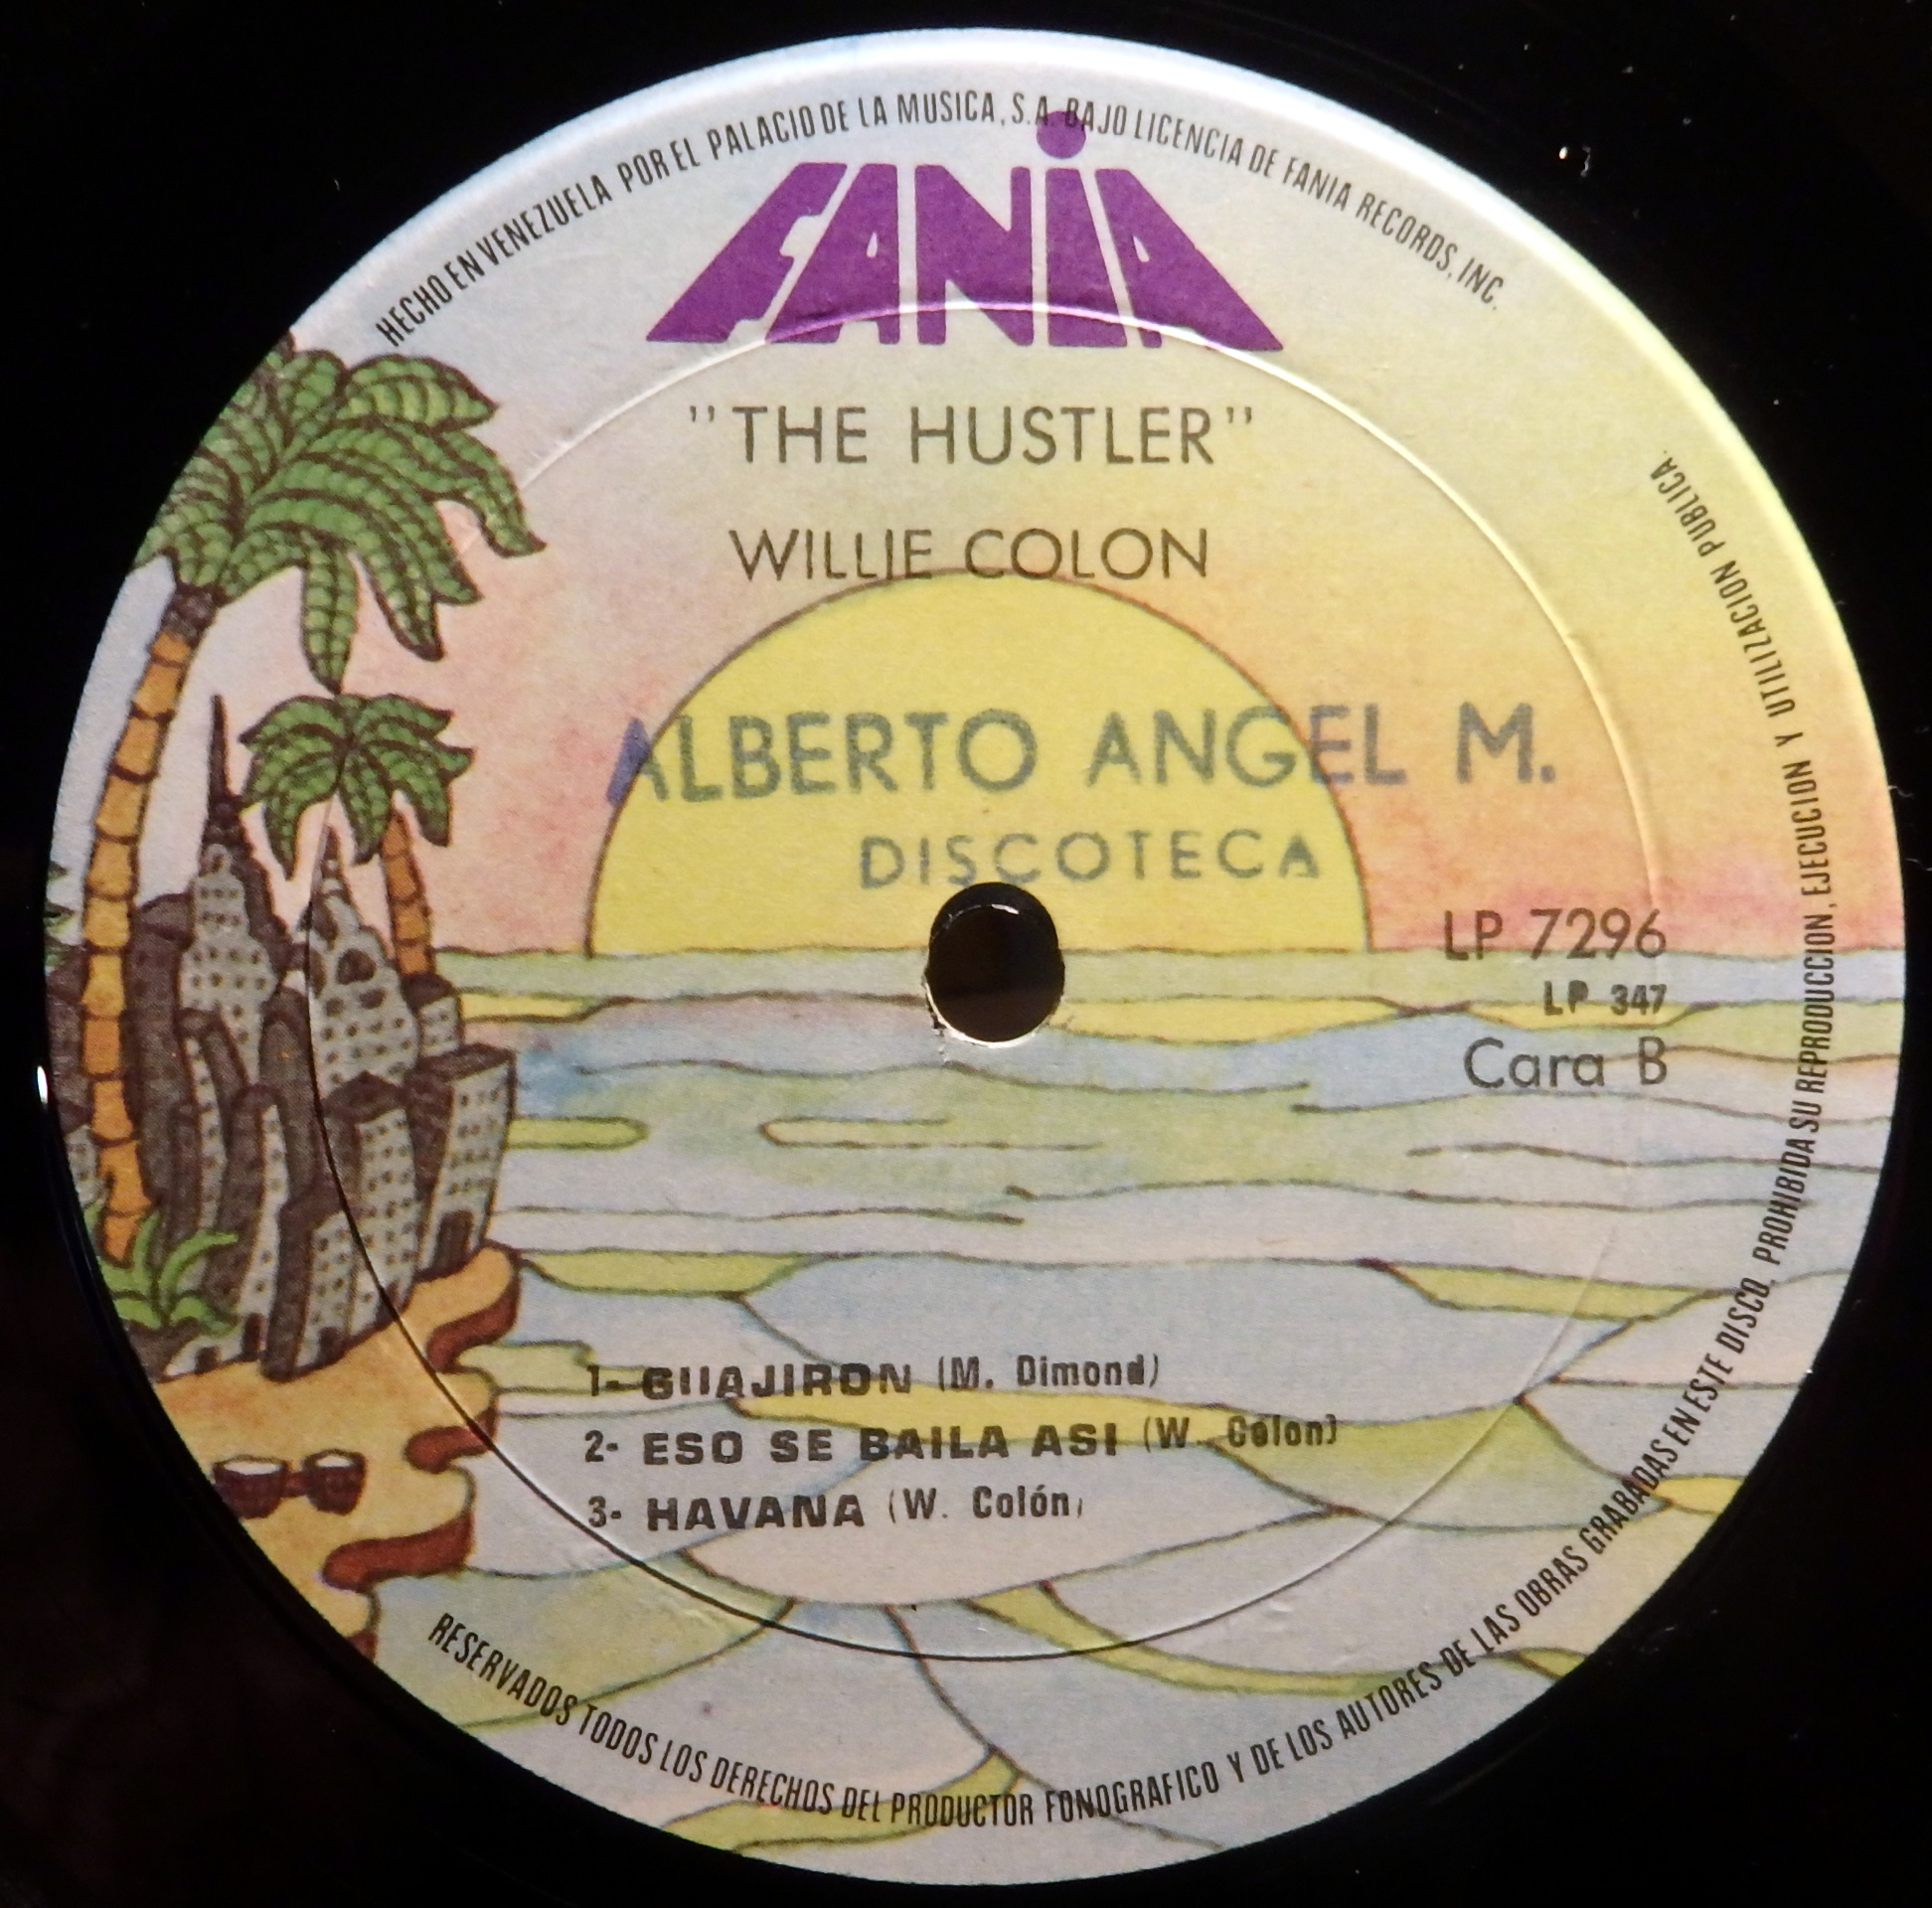 HECHO EN VENEZUELA POR EL PALACIO DE LA MUSICA, S.A. BAJO LICENCIA DE FANIA RECORDS, INC.
FANIA
"THE HUSTLER"
WILLIE COLON
ALBERTO ANGEL M.
DISCOTECA
LP 7296
LP 347
Cara B
1- GUAJIRON (M. Dimond)
2- ESO SE BAILA ASI (W. Colon)
3- HAVANA (W. Colón)
RESERVADOS TODOS LOS DERECHOS DEL PRODUCTOR FONOGRAFICO Y DE LOS AUTORES DE LAS OBRAS GRABADAS EN ESTE DISCO. PROHIBIDA SU REPRODUCCION, EJECUCION Y UTILIZACION PUBLICA.